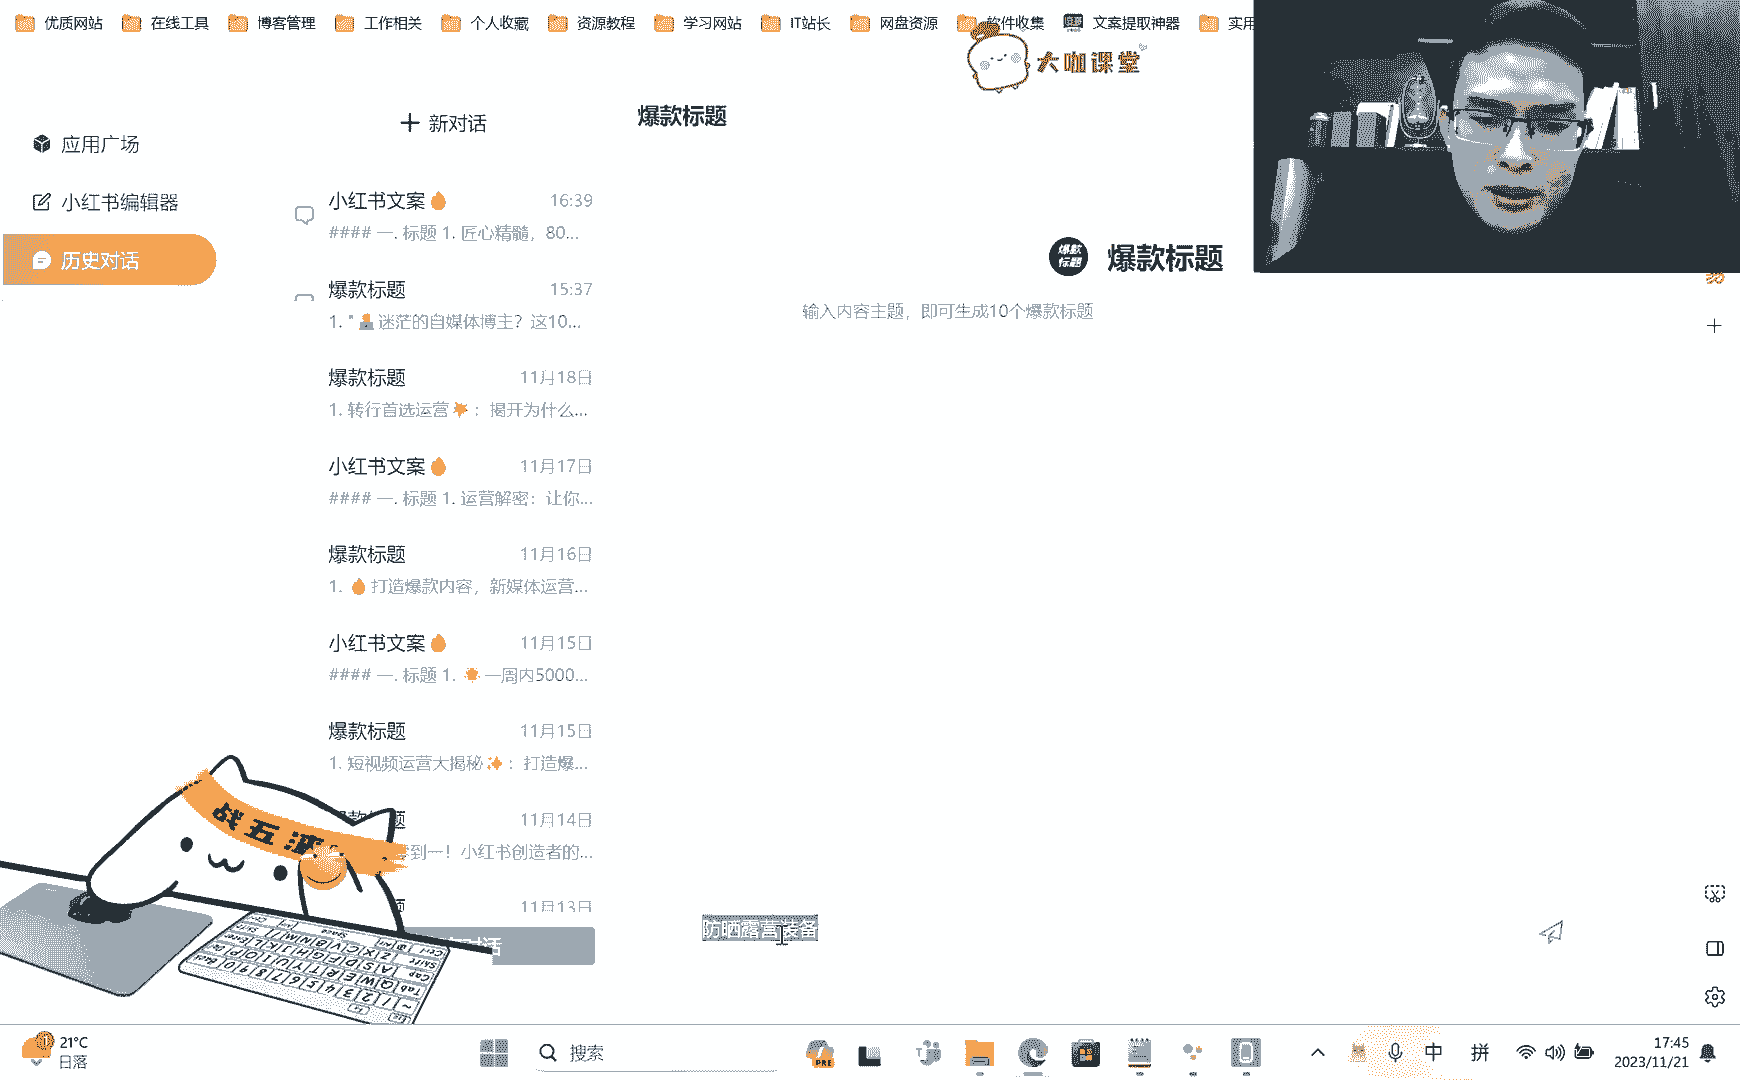 优质网站 在线工具 博客管理 工作相关 个人收藏 资源教程 学习网站 IT站长 网盘资源 软件收集 文案提取神器 实用
大咖课堂
新对话
爆款标题
应用广场
小红书编辑器
历史对话
小红书文案 16:39
#### 一. 标题 1. 匠心精髓，80...
爆款标题 15:37
1. " 迷茫的自媒体博主？这10...
爆款标题 11月18日
1. 转行首选运营：揭开为什么...
小红书文案 11月17日
#### 一. 标题 1. 运营解密：让你...
爆款标题 11月16日
1. 打造爆款内容，新媒体运营...
小红书文案 11月15日
#### 一. 标题 1. 一周内5000...
爆款标题 11月15日
1. 短视频运营大揭秘：打造爆...
题 11月14日
零到一！小红书创造者的...
题 11月13日
对话
战五渣
爆款标题
爆款标题
输入内容主题，即可生成10个爆款标题
防晒露营装备
21°C
日落
搜索
PRE
中 拼
17:45
2023/11/21